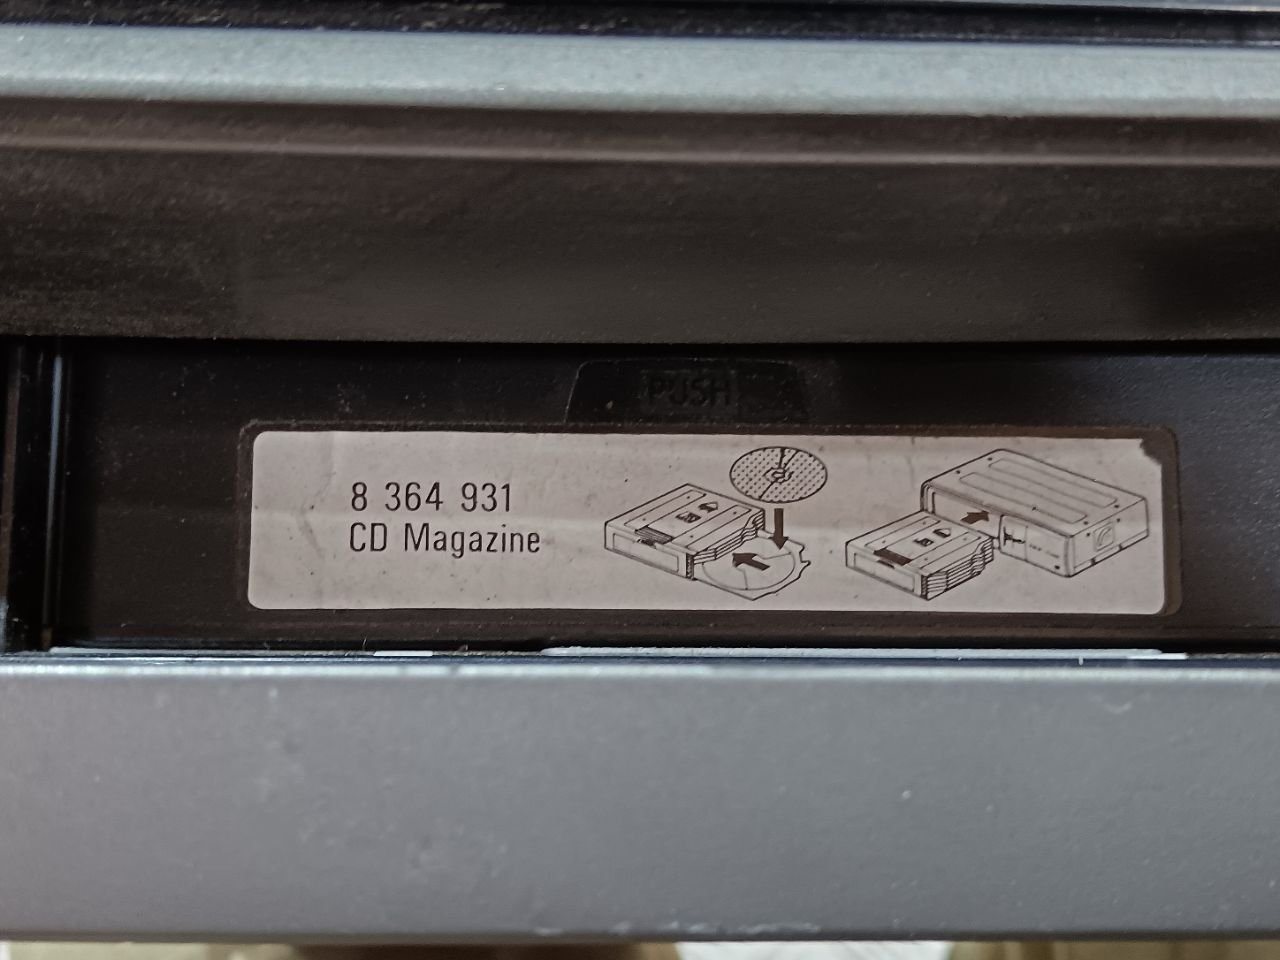 PUSH
8 364 931
CD Magazine